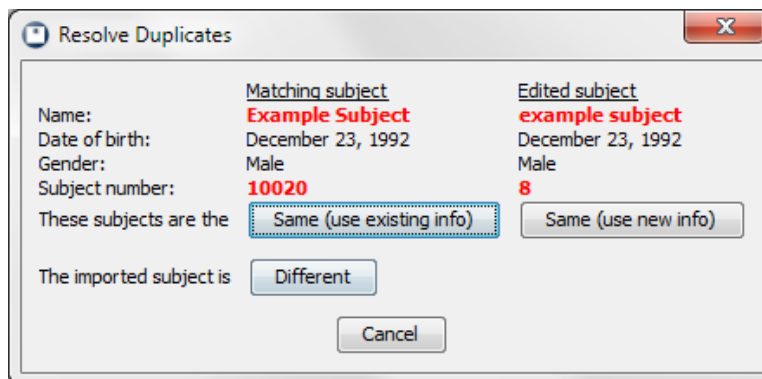 Resolve Duplicates
Matching subject Edited subject
Name: Example Subject example subject
Date of birth: December 23, 1992 December 23, 1992
Gender: Male Male
Subject number: 10020 8
These subjects are the Same (use existing info) Same (use new info)
The imported subject is Different
Cancel